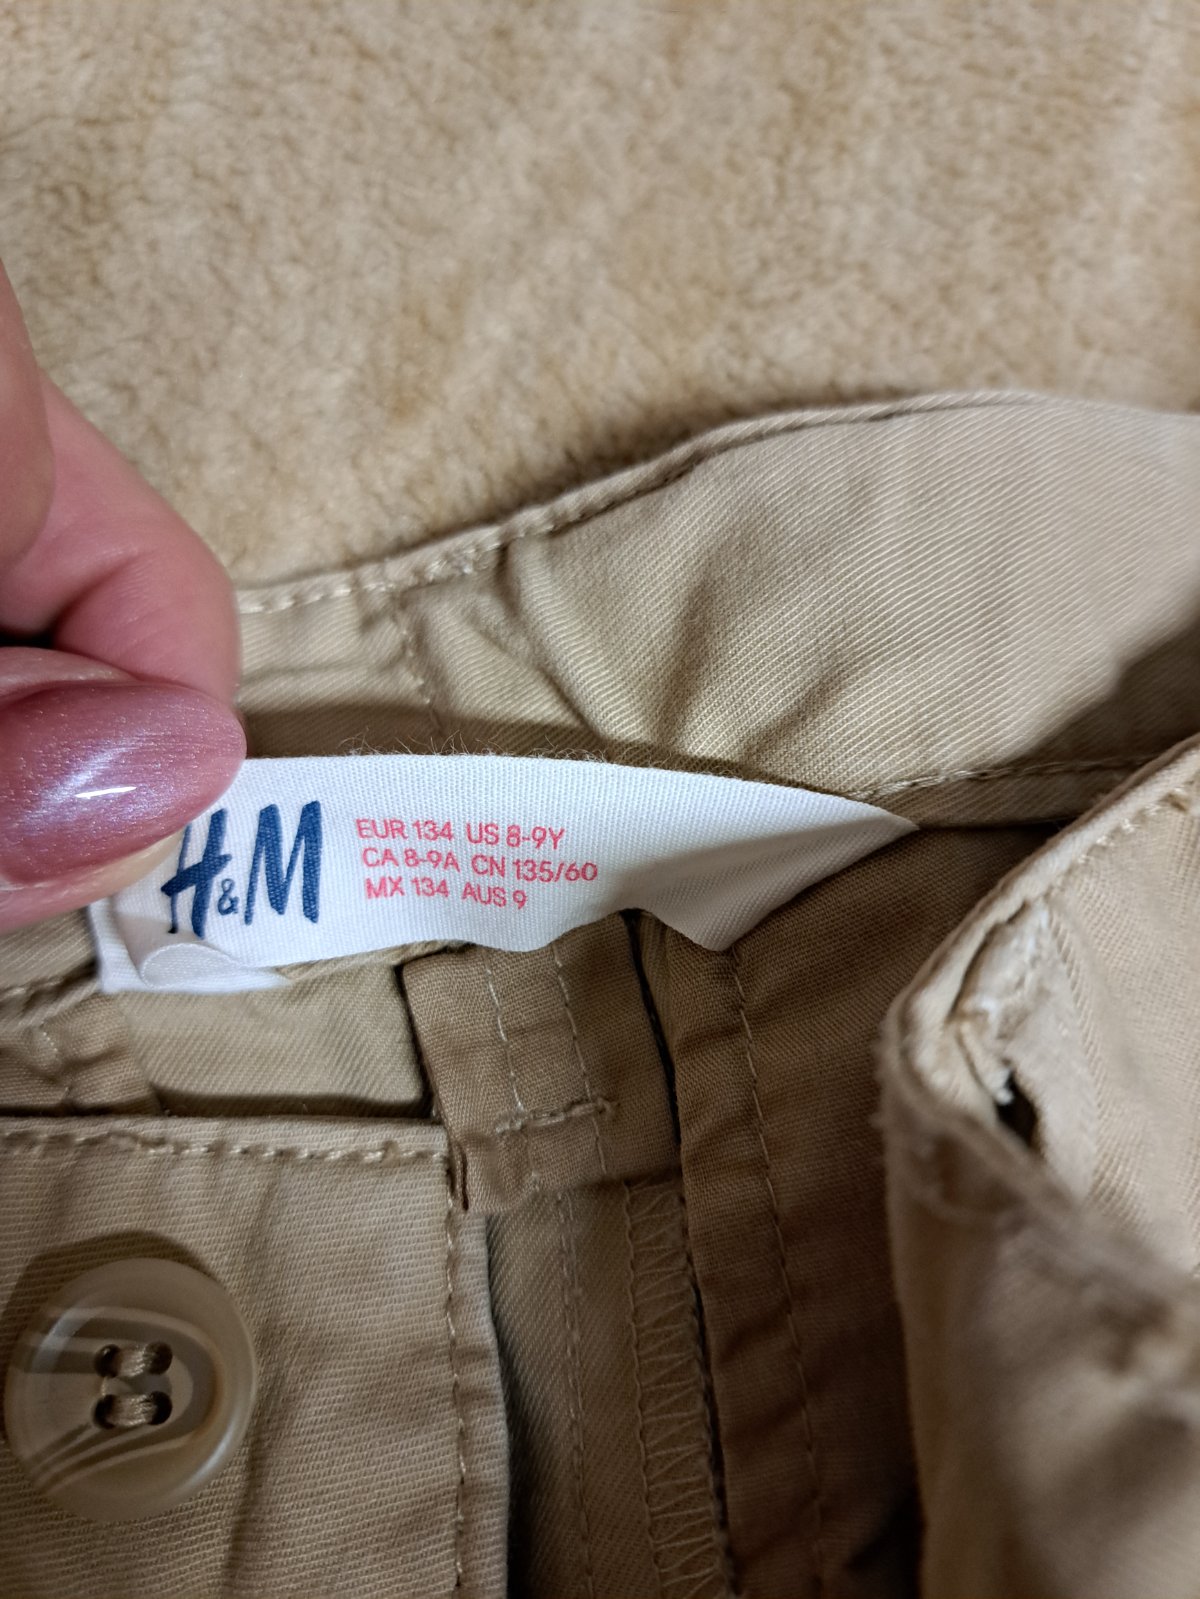 H&M
EUR 134 US 8-9Y
CA 8-9A CN 135/60
MX 134 AUS 9